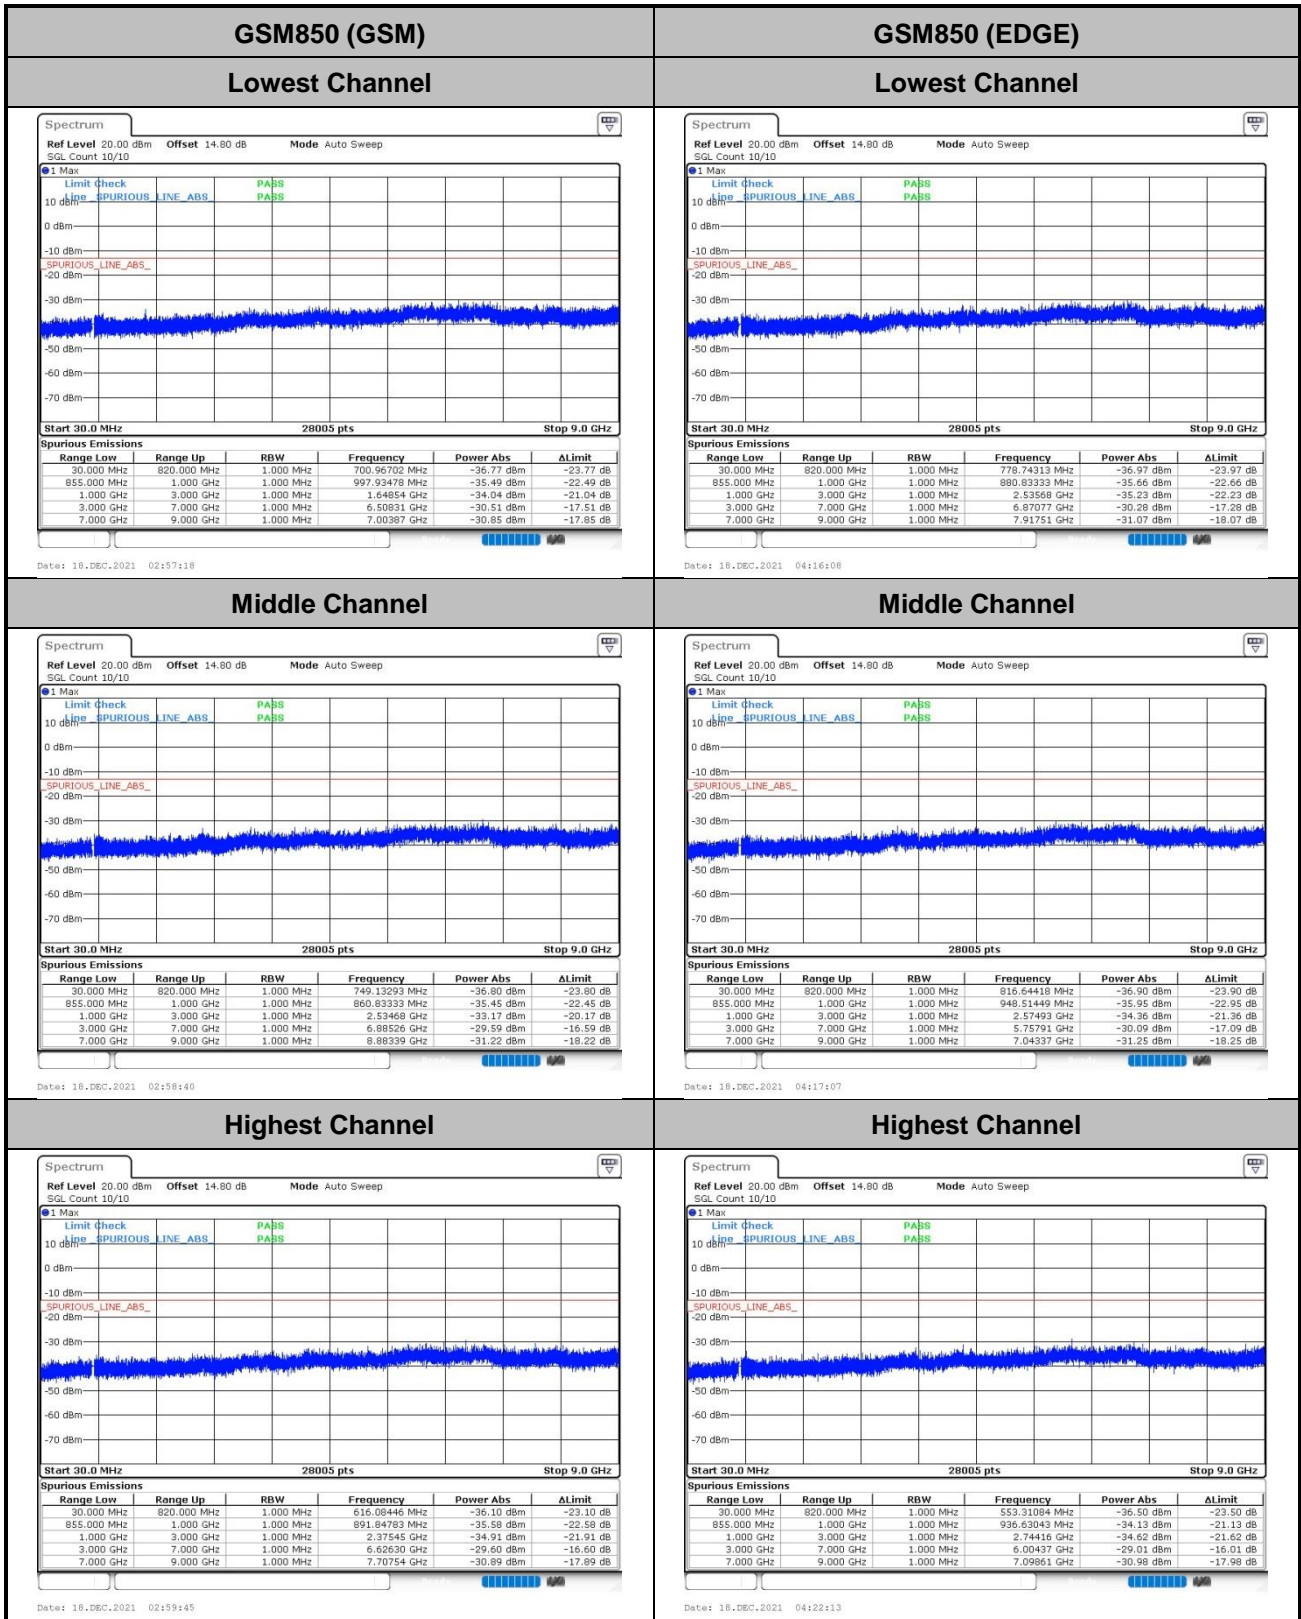 GSM850 (GSM) GSM850 (EDGE)
Lowest Channel Lowest Channel
Spectrum
Ref Level 20.00 dBm Offset 14.80 dB Mode Auto Sweep
SGL Count 10/10
1 Max
Limit Check PASS
Line _SPURIOUS_LINE_ABS_ PASS
10 dBm
0 dBm
-10 dBm
_SPURIOUS_LINE_ABS_
-20 dBm
-30 dBm
-50 dBm
-60 dBm
-70 dBm
Start 30.0 MHz 28005 pts Stop 9.0 GHz
Spurious Emissions
Range Low Range Up RBW Frequency Power Abs ΔLimit
30.000 MHz 820.000 MHz 1.000 MHz 700.96702 MHz -36.77 dBm -23.77 dB
855.000 MHz 1.000 GHz 1.000 MHz 997.93478 MHz -35.49 dBm -22.49 dB
1.000 GHz 3.000 GHz 1.000 MHz 1.64854 GHz -34.04 dBm -21.04 dB
3.000 GHz 7.000 GHz 1.000 MHz 6.50831 GHz -30.51 dBm -17.51 dB
7.000 GHz 9.000 GHz 1.000 MHz 7.00387 GHz -30.85 dBm -17.85 dB
Date: 18.DEC.2021 02:57:18
Spectrum
Ref Level 20.00 dBm Offset 14.80 dB Mode Auto Sweep
SGL Count 10/10
1 Max
Limit Check PASS
Line _SPURIOUS_LINE_ABS_ PASS
10 dBm
0 dBm
-10 dBm
_SPURIOUS_LINE_ABS_
-20 dBm
-30 dBm
-50 dBm
-60 dBm
-70 dBm
Start 30.0 MHz 28005 pts Stop 9.0 GHz
Spurious Emissions
Range Low Range Up RBW Frequency Power Abs ΔLimit
30.000 MHz 820.000 MHz 1.000 MHz 778.74313 MHz -36.97 dBm -23.97 dB
855.000 MHz 1.000 GHz 1.000 MHz 880.83333 MHz -35.66 dBm -22.66 dB
1.000 GHz 3.000 GHz 1.000 MHz 2.53568 GHz -35.23 dBm -22.23 dB
3.000 GHz 7.000 GHz 1.000 MHz 6.87077 GHz -30.28 dBm -17.28 dB
7.000 GHz 9.000 GHz 1.000 MHz 7.91751 GHz -31.07 dBm -18.07 dB
Date: 18.DEC.2021 04:16:08
Middle Channel Middle Channel
Spectrum
Ref Level 20.00 dBm Offset 14.80 dB Mode Auto Sweep
SGL Count 10/10
1 Max
Limit Check PASS
Line _SPURIOUS_LINE_ABS_ PASS
10 dBm
0 dBm
-10 dBm
_SPURIOUS_LINE_ABS_
-20 dBm
-30 dBm
-50 dBm
-60 dBm
-70 dBm
Start 30.0 MHz 28005 pts Stop 9.0 GHz
Spurious Emissions
Range Low Range Up RBW Frequency Power Abs ΔLimit
30.000 MHz 820.000 MHz 1.000 MHz 749.13293 MHz -36.80 dBm -23.80 dB
855.000 MHz 1.000 GHz 1.000 MHz 860.83333 MHz -35.45 dBm -22.45 dB
1.000 GHz 3.000 GHz 1.000 MHz 2.53468 GHz -33.17 dBm -20.17 dB
3.000 GHz 7.000 GHz 1.000 MHz 6.88526 GHz -29.59 dBm -16.59 dB
7.000 GHz 9.000 GHz 1.000 MHz 8.88339 GHz -31.22 dBm -18.22 dB
Date: 18.DEC.2021 02:58:40
Spectrum
Ref Level 20.00 dBm Offset 14.80 dB Mode Auto Sweep
SGL Count 10/10
1 Max
Limit Check PASS
Line _SPURIOUS_LINE_ABS_ PASS
10 dBm
0 dBm
-10 dBm
_SPURIOUS_LINE_ABS_
-20 dBm
-30 dBm
-50 dBm
-60 dBm
-70 dBm
Start 30.0 MHz 28005 pts Stop 9.0 GHz
Spurious Emissions
Range Low Range Up RBW Frequency Power Abs ΔLimit
30.000 MHz 820.000 MHz 1.000 MHz 816.64418 MHz -36.90 dBm -23.90 dB
855.000 MHz 1.000 GHz 1.000 MHz 948.51449 MHz -35.95 dBm -22.95 dB
1.000 GHz 3.000 GHz 1.000 MHz 2.57493 GHz -34.36 dBm -21.36 dB
3.000 GHz 7.000 GHz 1.000 MHz 5.75791 GHz -30.09 dBm -17.09 dB
7.000 GHz 9.000 GHz 1.000 MHz 7.04337 GHz -31.25 dBm -18.25 dB
Date: 18.DEC.2021 04:17:07
Highest Channel Highest Channel
Spectrum
Ref Level 20.00 dBm Offset 14.80 dB Mode Auto Sweep
SGL Count 10/10
1 Max
Limit Check PASS
Line _SPURIOUS_LINE_ABS_ PASS
10 dBm
0 dBm
-10 dBm
_SPURIOUS_LINE_ABS_
-20 dBm
-30 dBm
-50 dBm
-60 dBm
-70 dBm
Start 30.0 MHz 28005 pts Stop 9.0 GHz
Spurious Emissions
Range Low Range Up RBW Frequency Power Abs ΔLimit
30.000 MHz 820.000 MHz 1.000 MHz 616.08446 MHz -36.10 dBm -23.10 dB
855.000 MHz 1.000 GHz 1.000 MHz 891.84783 MHz -35.58 dBm -22.58 dB
1.000 GHz 3.000 GHz 1.000 MHz 2.37545 GHz -34.91 dBm -21.91 dB
3.000 GHz 7.000 GHz 1.000 MHz 6.62630 GHz -29.60 dBm -16.60 dB
7.000 GHz 9.000 GHz 1.000 MHz 7.70754 GHz -30.89 dBm -17.89 dB
Date: 18.DEC.2021 02:59:45
Spectrum
Ref Level 20.00 dBm Offset 14.80 dB Mode Auto Sweep
SGL Count 10/10
1 Max
Limit Check PASS
Line _SPURIOUS_LINE_ABS_ PASS
10 dBm
0 dBm
-10 dBm
_SPURIOUS_LINE_ABS_
-20 dBm
-30 dBm
-50 dBm
-60 dBm
-70 dBm
Start 30.0 MHz 28005 pts Stop 9.0 GHz
Spurious Emissions
Range Low Range Up RBW Frequency Power Abs ΔLimit
30.000 MHz 820.000 MHz 1.000 MHz 553.31084 MHz -36.50 dBm -23.50 dB
855.000 MHz 1.000 GHz 1.000 MHz 936.63043 MHz -34.13 dBm -21.13 dB
1.000 GHz 3.000 GHz 1.000 MHz 2.74416 GHz -34.62 dBm -21.62 dB
3.000 GHz 7.000 GHz 1.000 MHz 6.00437 GHz -29.01 dBm -16.01 dB
7.000 GHz 9.000 GHz 1.000 MHz 7.09861 GHz -30.98 dBm -17.98 dB
Date: 18.DEC.2021 04:22:13